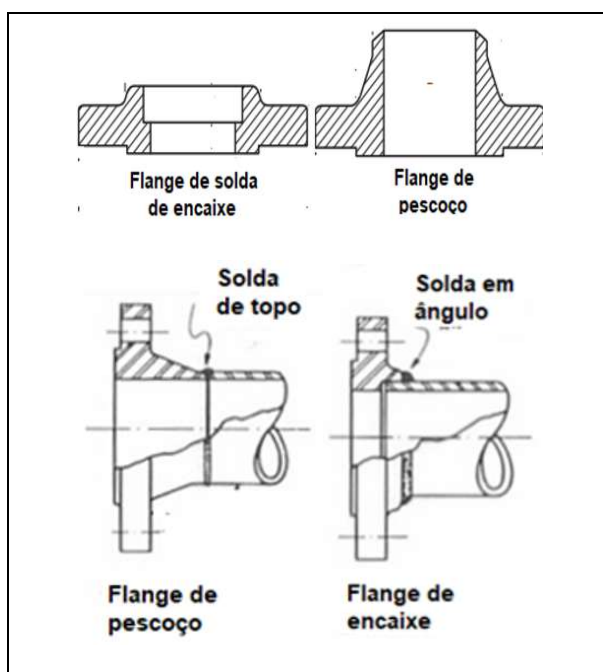 Flange de solda
de encaixe
Flange de
pescoço
Solda
de topo
Solda em
ângulo
Flange de
pescoço
Flange de
encaixe